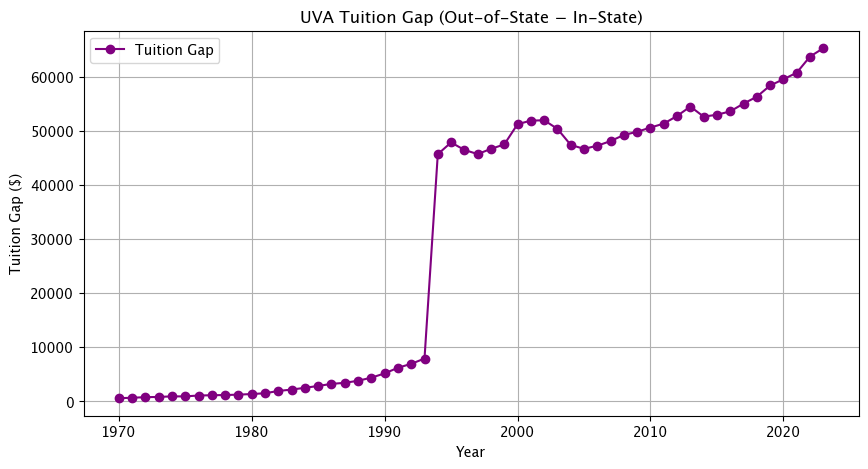 UVA Tuition Gap (Out-of-State − In-State)
Tuition Gap
Tuition Gap ($)
60000
50000
40000
30000
20000
10000
0
1970 1980 1990 2000 2010 2020
Year